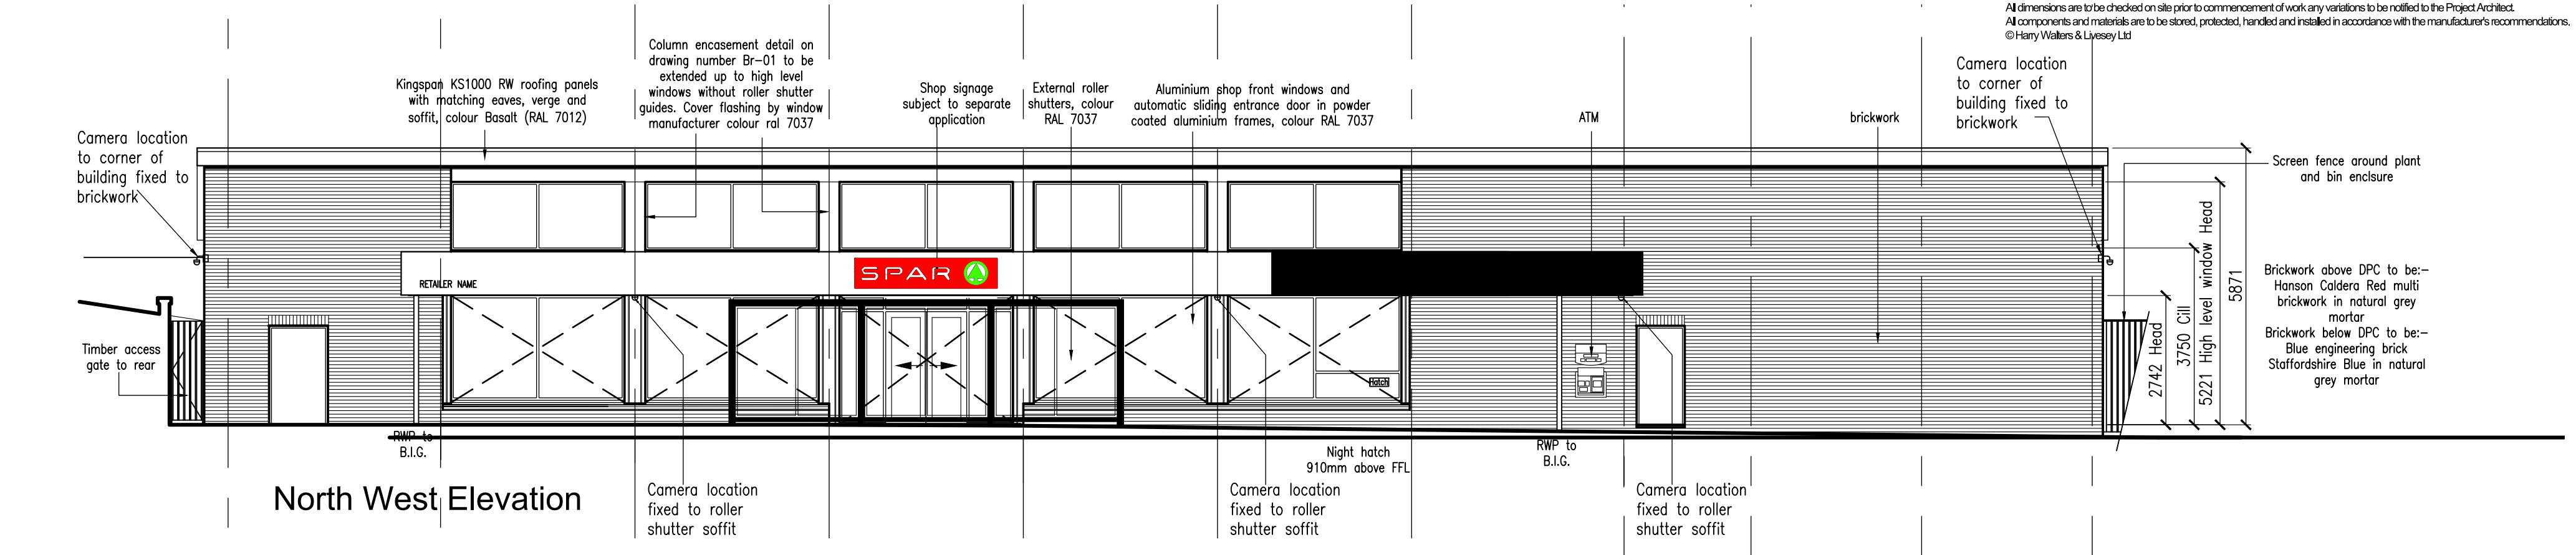 All dimensions are to be checked on site prior to commencement of work any variations to be notified to the Project Architect.
All components and materials are to be stored, protected, handled and installed in accordance with the manufacturer's recommendations.
© Harry Walters & Livesey Ltd
Camera location
to corner of
building fixed to
brickwork
Kingspan KS1000 RW roofing panels
with matching eaves, verge and
soffit, colour Basalt (RAL 7012)
Column encasement detail on
drawing number Br-01 to be
extended up to high level
windows without roller shutter
guides. Cover flashing by window
manufacturer colour ral 7037
Shop signage
subject to separate
application
External roller
shutters, colour
RAL 7037
Aluminium shop front windows and
automatic sliding entrance door in powder
coated aluminium frames, colour RAL 7037
ATM
brickwork
Camera location
to corner of
building fixed to
brickwork
Screen fence around plant
and bin enclsure
SPAR
RETAILER NAME
Hatch
Timber access
gate to rear
2742 Head
3750 Cill
5221 High level window Head
5871
Brickwork above DPC to be:-
Hanson Caldera Red multi
brickwork in natural grey
mortar
Brickwork below DPC to be:-
Blue engineering brick
Staffordshire Blue in natural
grey mortar
RWP to
B.I.G.
Night hatch
910mm above FFL
RWP to
B.I.G.
North West Elevation
Camera location
fixed to roller
shutter soffit
Camera location
fixed to roller
shutter soffit
Camera location
fixed to roller
shutter soffit